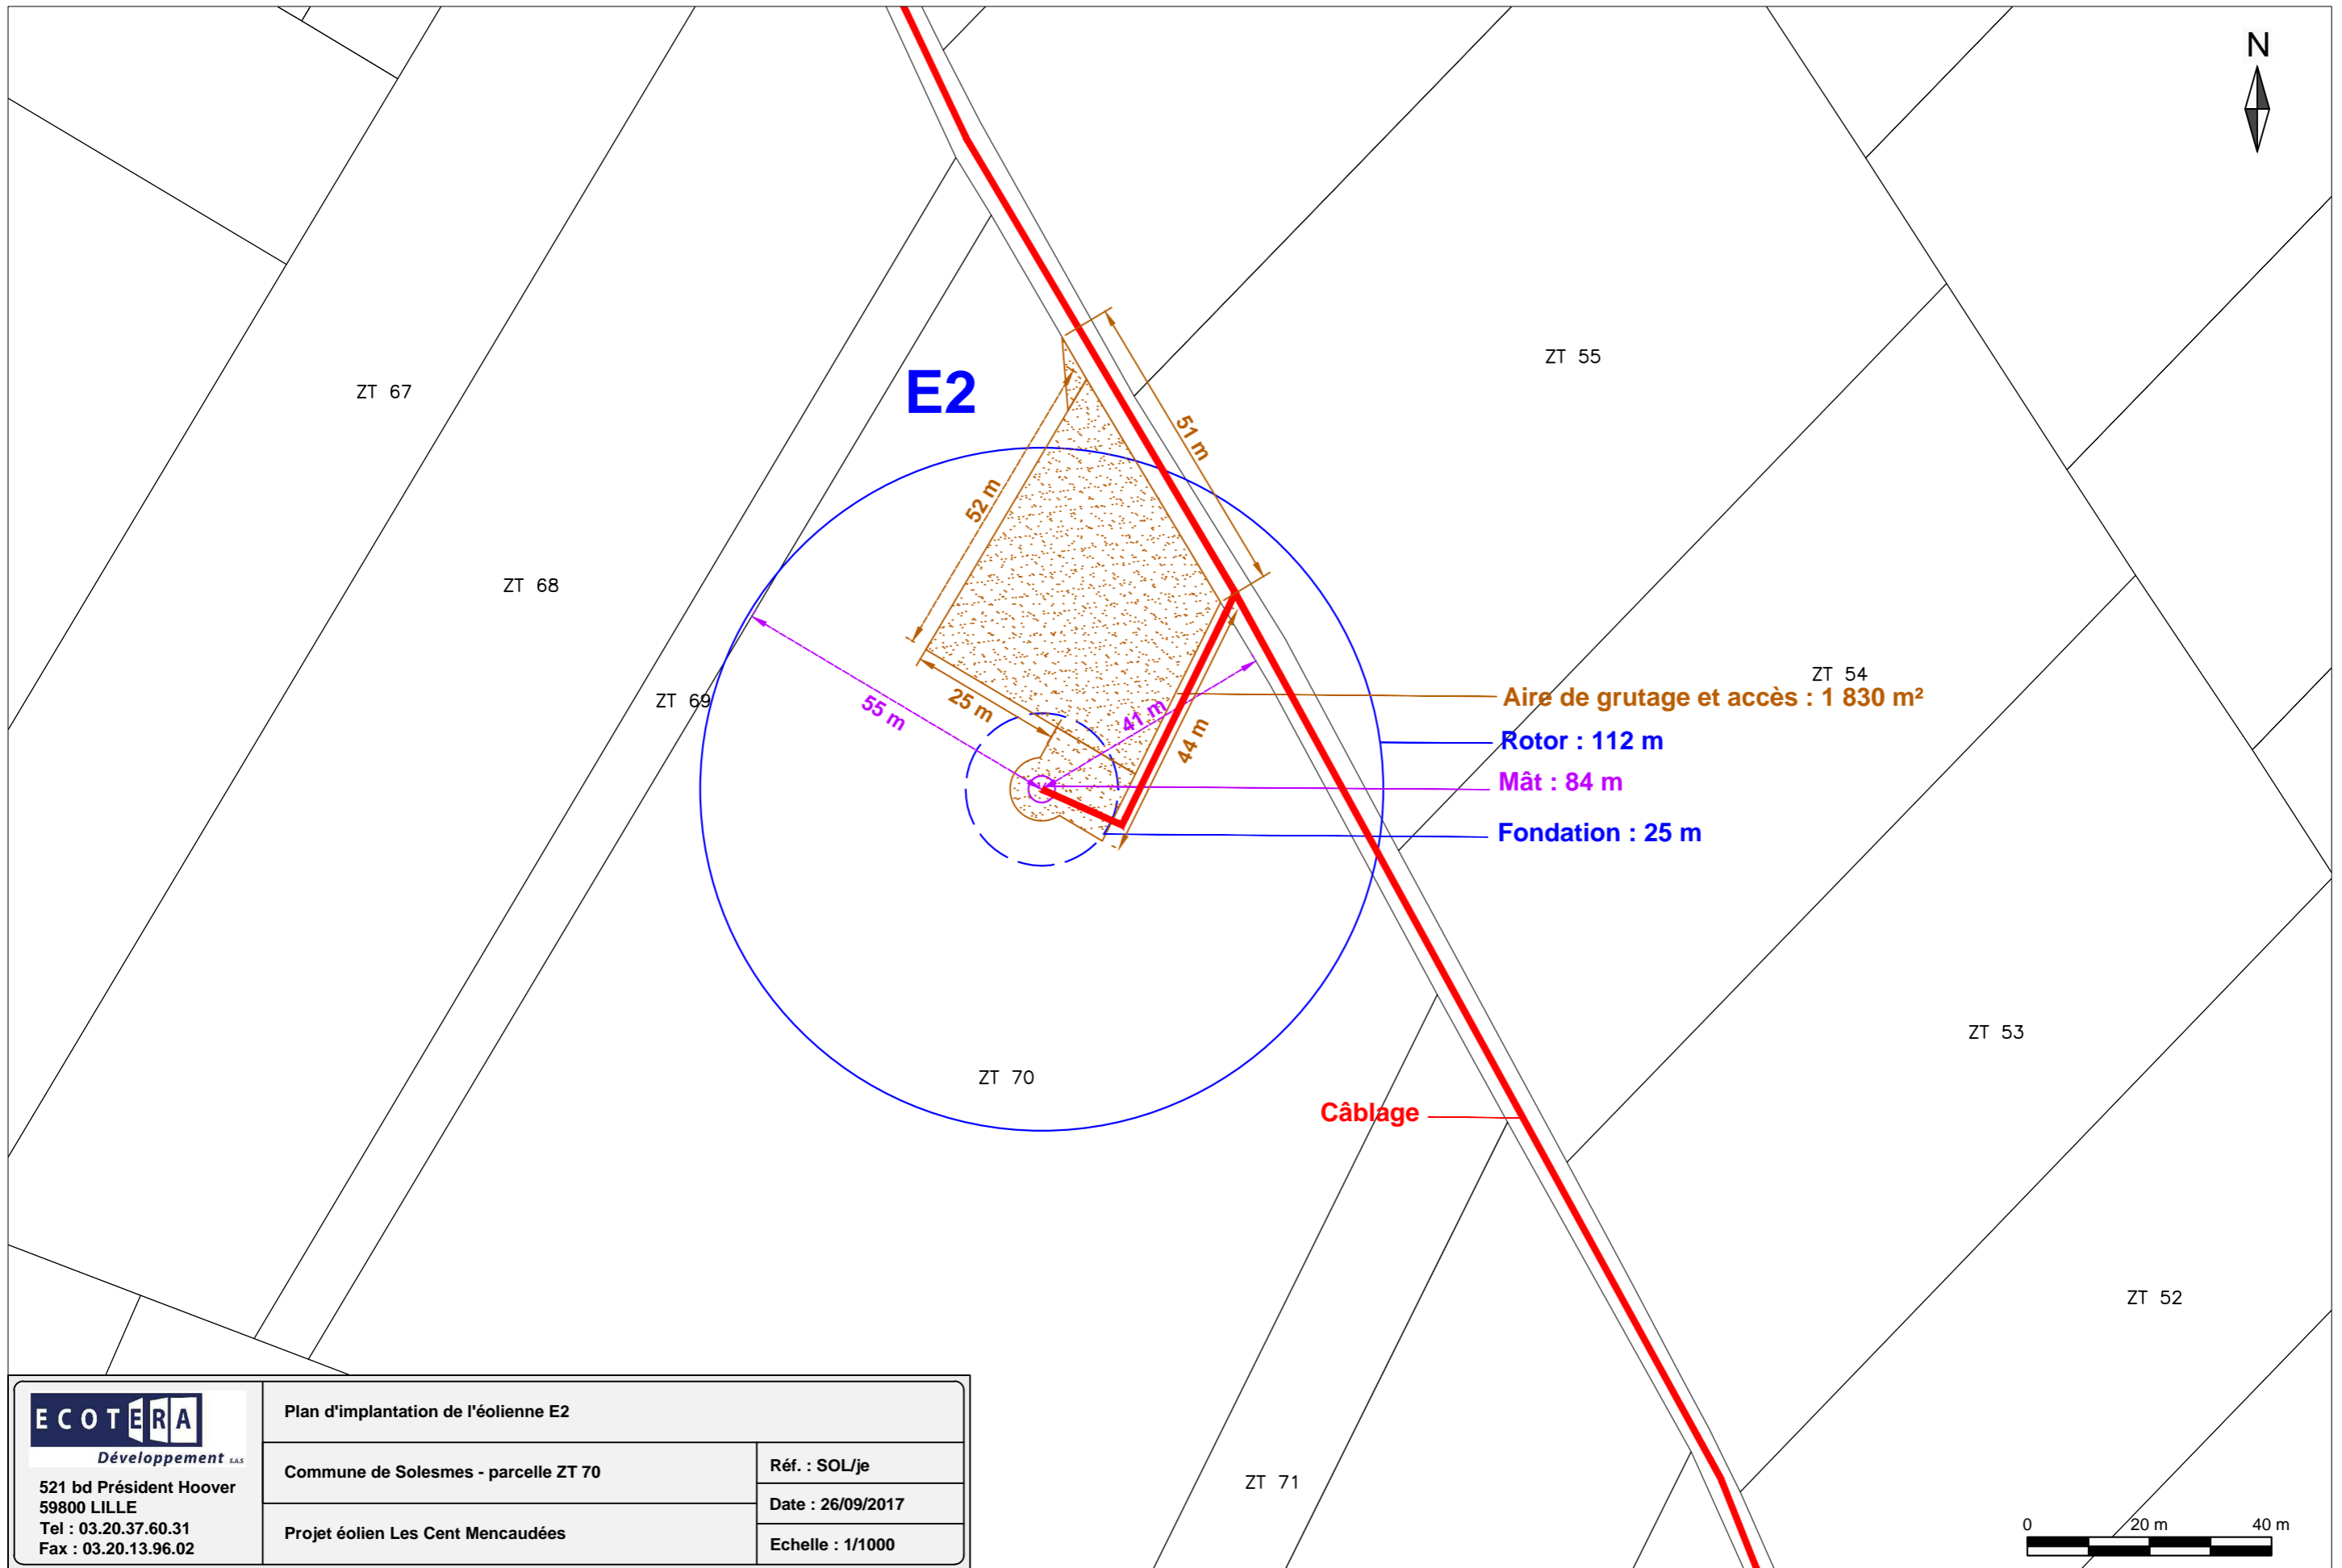 N
ZT 55
ZT 67
E2
51 m
52 m
ZT 68
ZT 54
ZT 69
Aire de grutage et accès : 1 830 m²
55 m
25 m
41 m
44 m
Rotor : 112 m
Mât : 84 m
Fondation : 25 m
ZT 53
ZT 70
Câblage
ZT 52
ZT 71
0 20 m 40 m
ECOTERA
Développement S.A.S
521 bd Président Hoover
59800 LILLE
Tel : 03.20.37.60.31
Fax : 03.20.13.96.02
Plan d'implantation de l'éolienne E2
Commune de Solesmes - parcelle ZT 70
Projet éolien Les Cent Mencaudées
Réf. : SOL/je
Date : 26/09/2017
Echelle : 1/1000